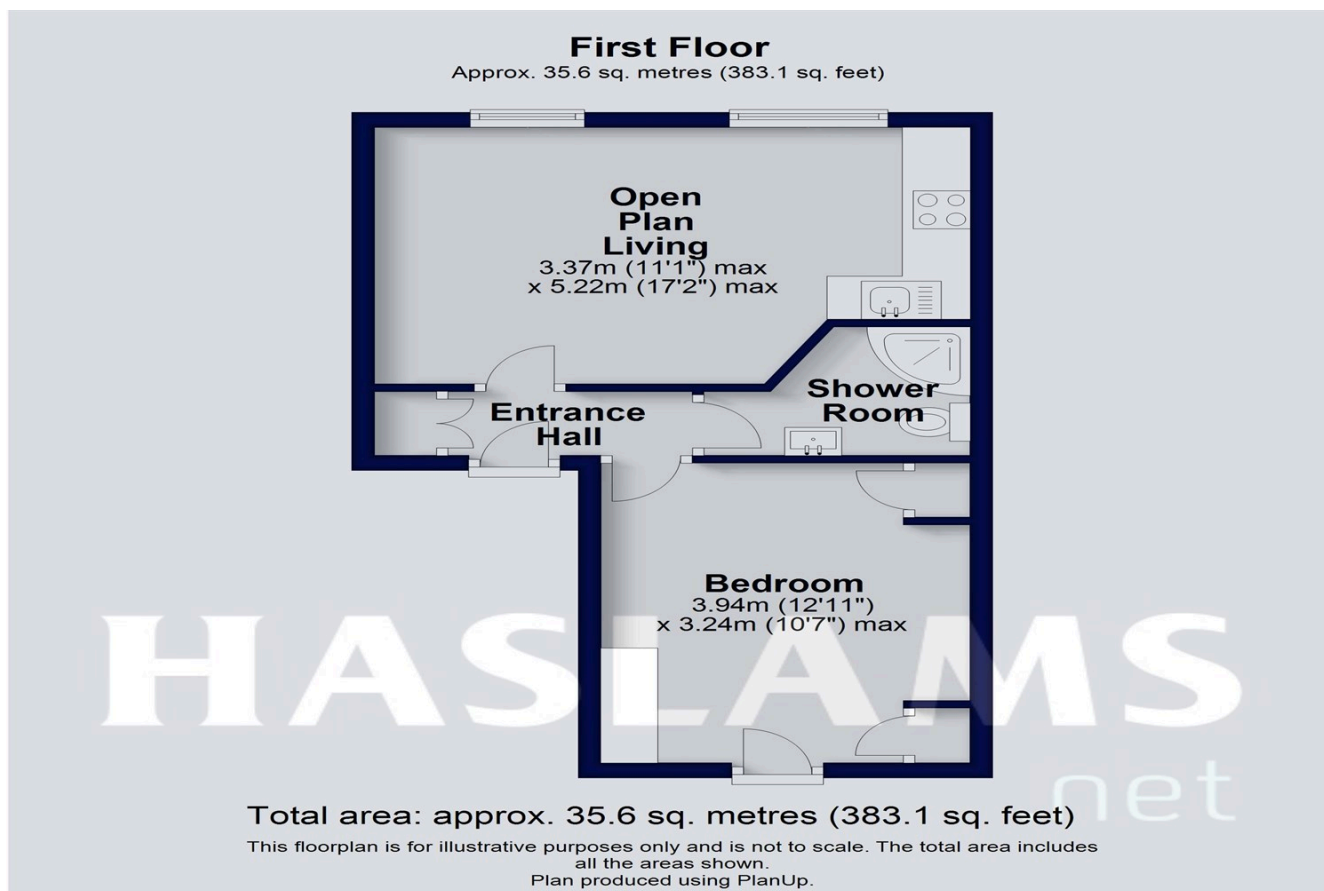 First Floor
Approx. 35.6 sq. metres (383.1 sq. feet)
Open
Plan
Living
3.37m (11'1") max
x 5.22m (17'2") max
Shower
Room
Entrance
Hall
Bedroom
3.94m (12'11")
x 3.24m (10'7") max
HASLAMS
net
Total area: approx. 35.6 sq. metres (383.1 sq. feet)
This floorplan is for illustrative purposes only and is not to scale. The total area includes
all the areas shown.
Plan produced using PlanUp.